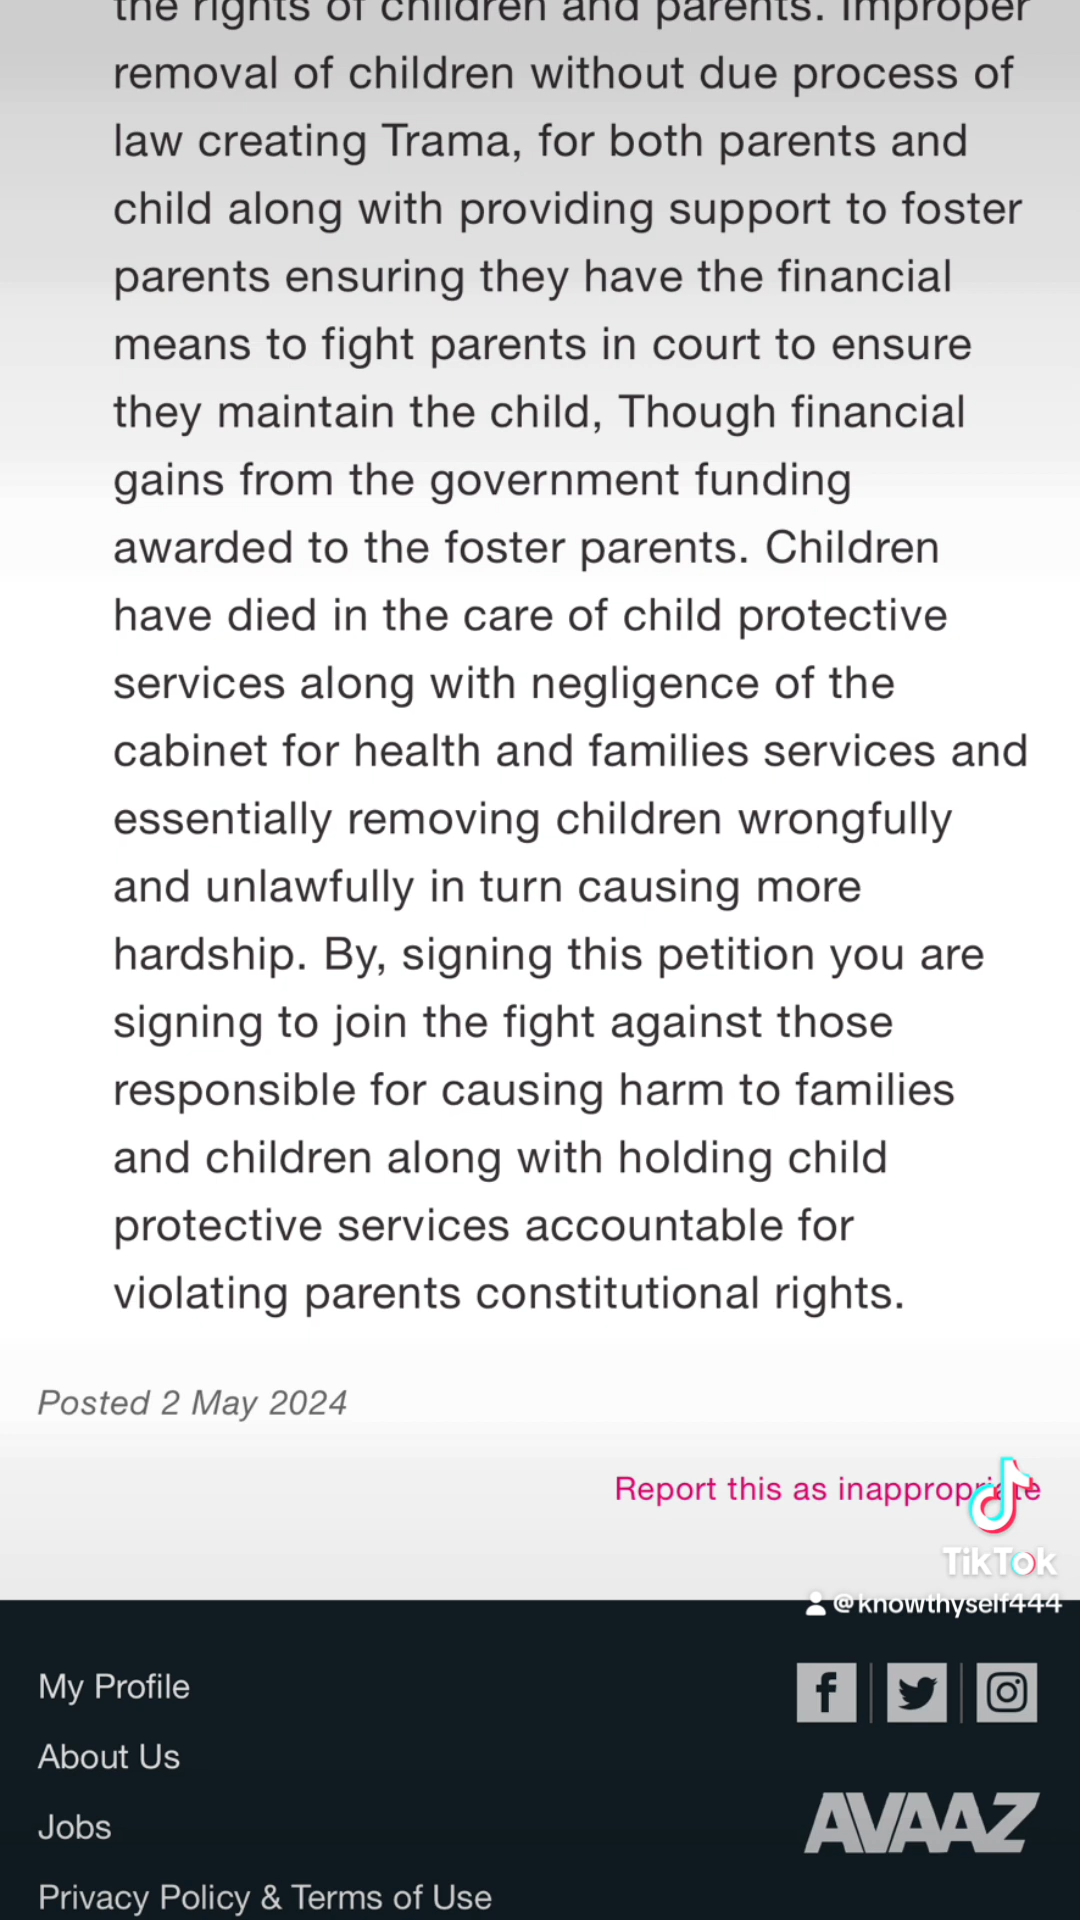 the rights of children and parents. Improper
removal of children without due process of
law creating Trama, for both parents and
child along with providing support to foster
parents ensuring they have the financial
means to fight parents in court to ensure
they maintain the child, Though financial
gains from the government funding
awarded to the foster parents. Children
have died in the care of child protective
services along with negligence of the
cabinet for health and families services and
essentially removing children wrongfully
and unlawfully in turn causing more
hardship. By, signing this petition you are
signing to join the fight against those
responsible for causing harm to families
and children along with holding child
protective services accountable for
violating parents constitutional rights.
Posted 2 May 2024
Report this as inappropriate
TikTok
@knowthyself444
My Profile
About Us
Jobs
AVAAZ
Privacy Policy & Terms of Use